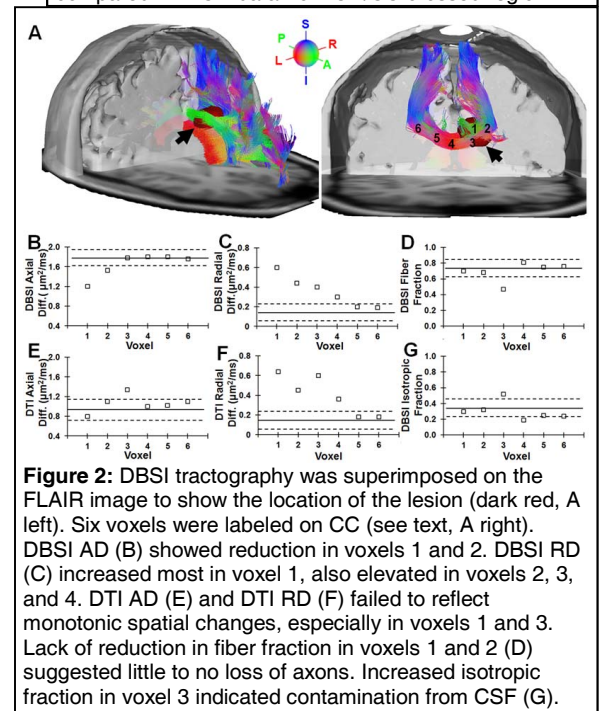 A
S
P
R
L
A
I
6
5
4
3
1
2
B
C
D
2.0
1.6
1.2
0.8
0.4
DBSI Axial
Diff.(µm²/ms)
1 2 3 4 5 6
Voxel
0.8
0.6
0.4
0.2
0
DBSI Radial
Diff.(µm²/ms)
1 2 3 4 5 6
Voxel
1.0
0.8
0.6
0.4
0.2
0
DBSI Fiber
Fraction
1 2 3 4 5 6
Voxel
E
F
G
2.0
1.6
1.2
0.8
0.4
DTI Axial
Diff. (µm²/ms)
1 2 3 4 5 6
Voxel
0.8
0.6
0.4
0.2
0
DTI Radial
Diff. (µm²/ms)
1 2 3 4 5 6
Voxel
1.0
0.8
0.6
0.4
0.2
0.0
DBSI Isotropic
Fraction
1 2 3 4 5 6
Voxel
Figure 2: DBSI tractography was superimposed on the
FLAIR image to show the location of the lesion (dark red, A
left). Six voxels were labeled on CC (see text, A right).
DBSI AD (B) showed reduction in voxels 1 and 2. DBSI RD
(C) increased most in voxel 1, also elevated in voxels 2, 3,
and 4. DTI AD (E) and DTI RD (F) failed to reflect
monotonic spatial changes, especially in voxels 1 and 3.
Lack of reduction in fiber fraction in voxels 1 and 2 (D)
suggested little to no loss of axons. Increased isotropic
fraction in voxel 3 indicated contamination from CSF (G).